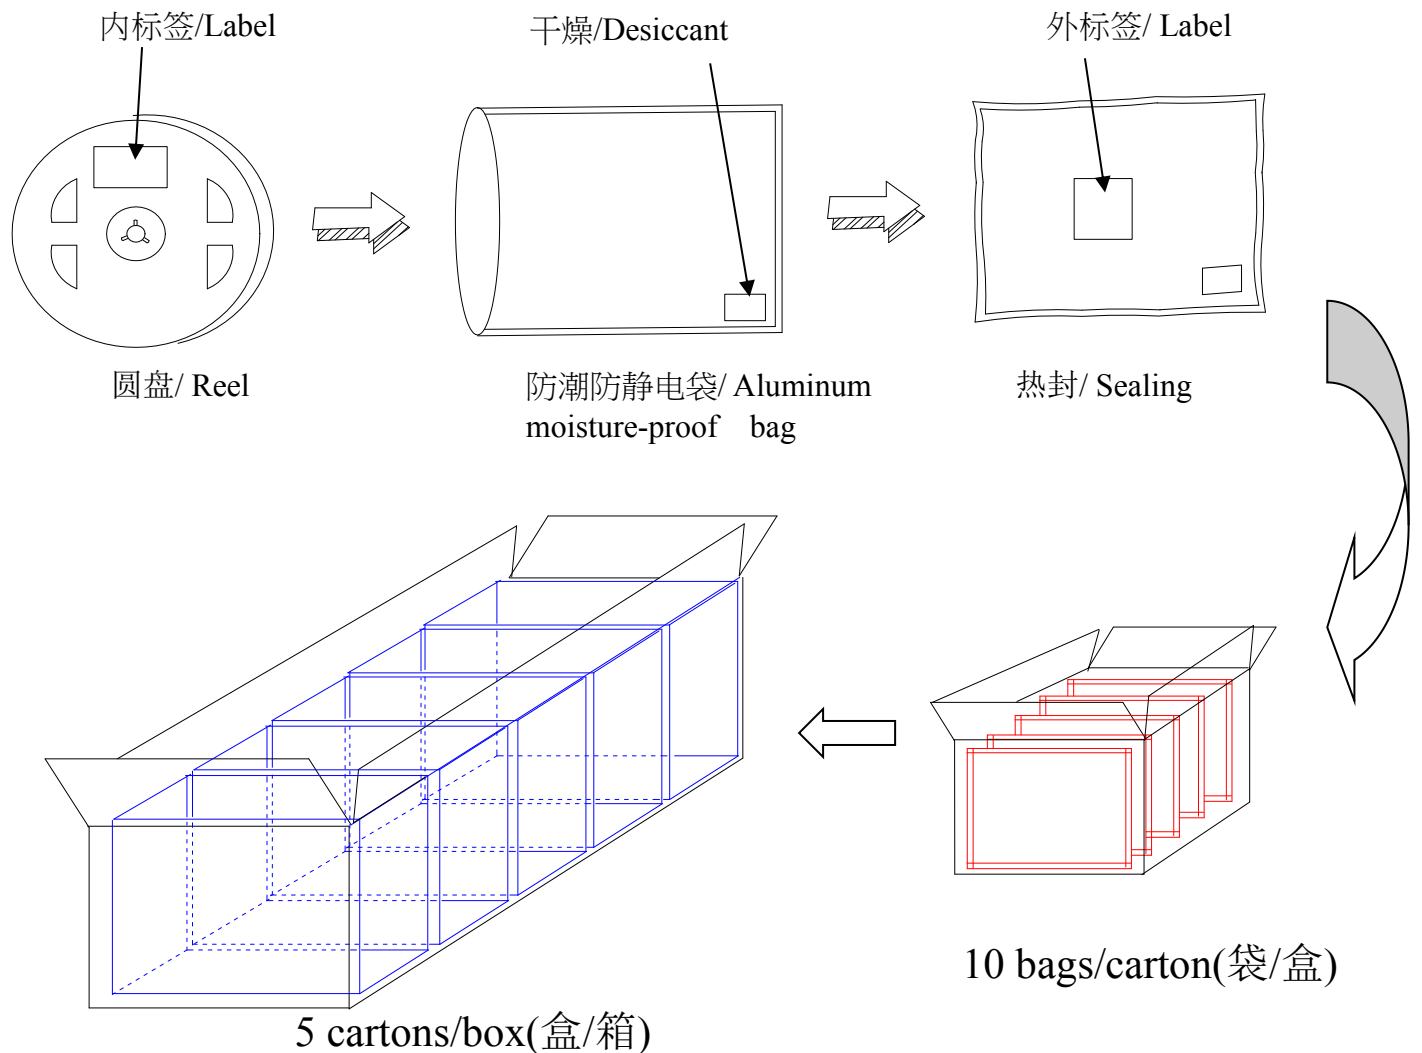 内标签/Label
干燥/Desiccant
外标签/ Label
圆盘/ Reel
防潮防静电袋/ Aluminum
moisture-proof bag
热封/ Sealing
10 bags/carton(袋/盒)
5 cartons/box(盒/箱)